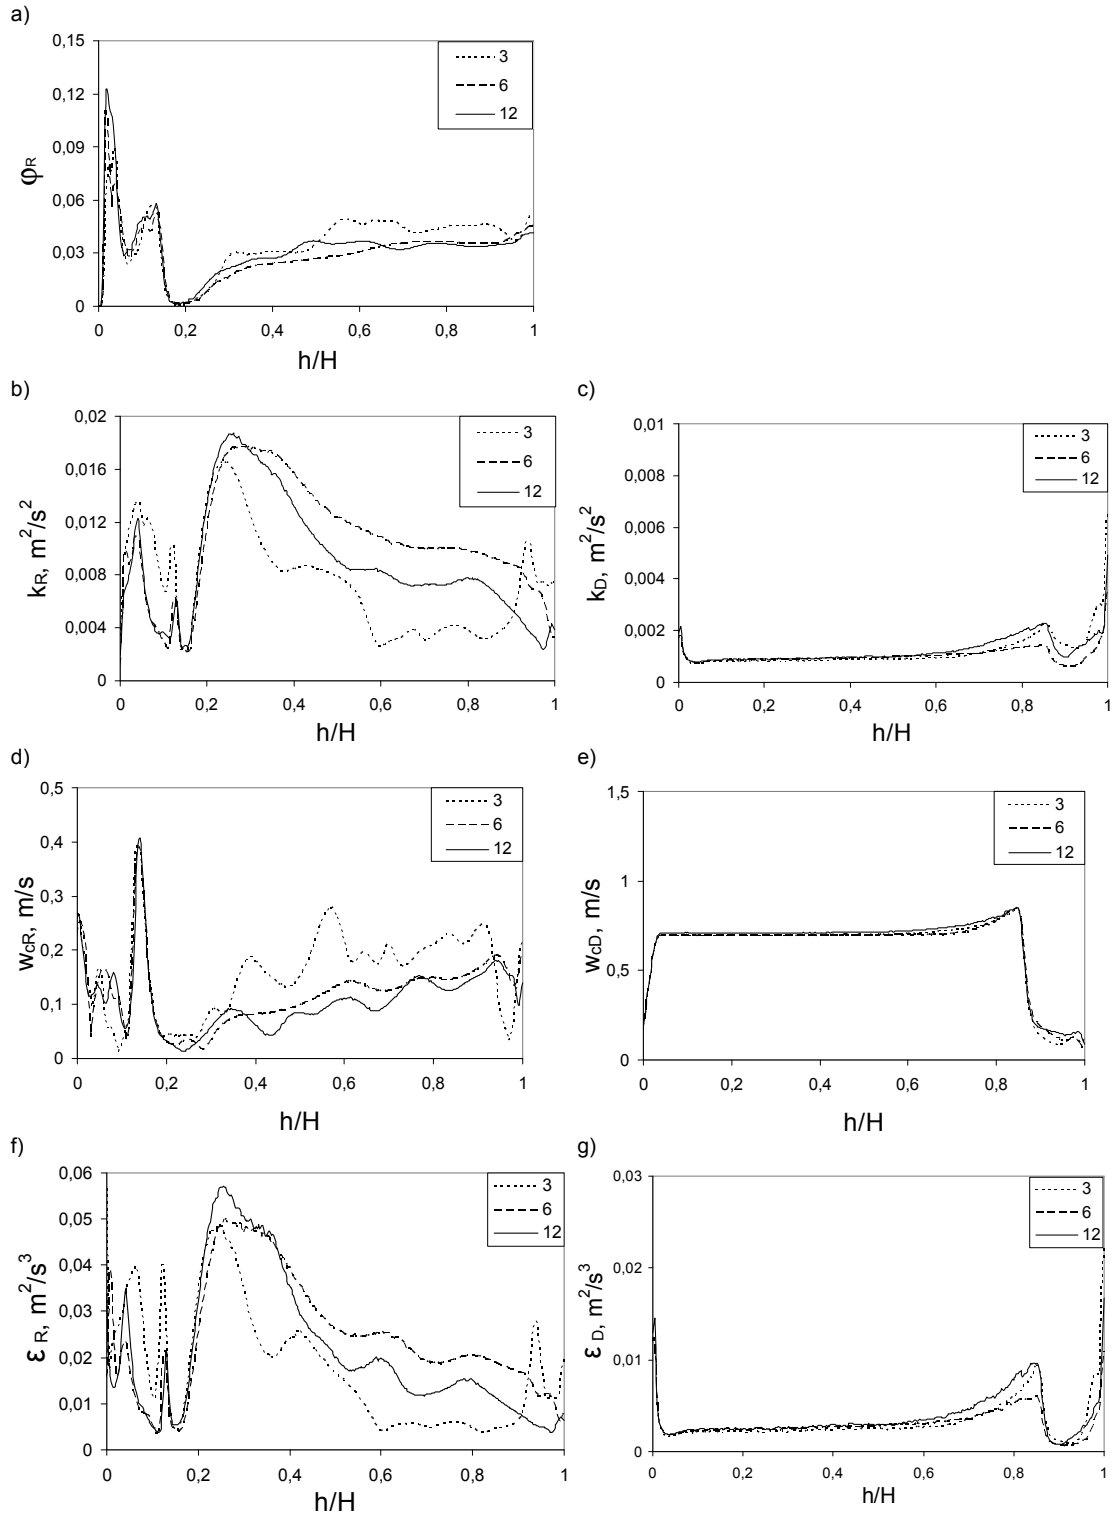 a)
0,15
0,12
0,09
0,06
0,03
0
φR
3
6
12
0 0,2 0,4 0,6 0,8 1
h/H
b)
0,02
0,016
0,012
0,008
0,004
0
kR, m²/s²
3
6
12
0 0,2 0,4 0,6 0,8 1
h/H
c)
0,01
0,008
0,006
0,004
0,002
0
kD, m²/s²
3
6
12
0 0,2 0,4 0,6 0,8 1
h/H
d)
0,5
0,4
0,3
0,2
0,1
0
wcR, m/s
3
6
12
0 0,2 0,4 0,6 0,8 1
h/H
e)
1,5
1
0,5
0
wcD, m/s
3
6
12
0 0,2 0,4 0,6 0,8 1
h/H
f)
0,06
0,05
0,04
0,03
0,02
0,01
0
ε R, m²/s³
3
6
12
0 0,2 0,4 0,6 0,8 1
h/H
g)
0,03
0,02
0,01
0
ε D, m²/s³
3
6
12
0 0,2 0,4 0,6 0,8 1
h/H